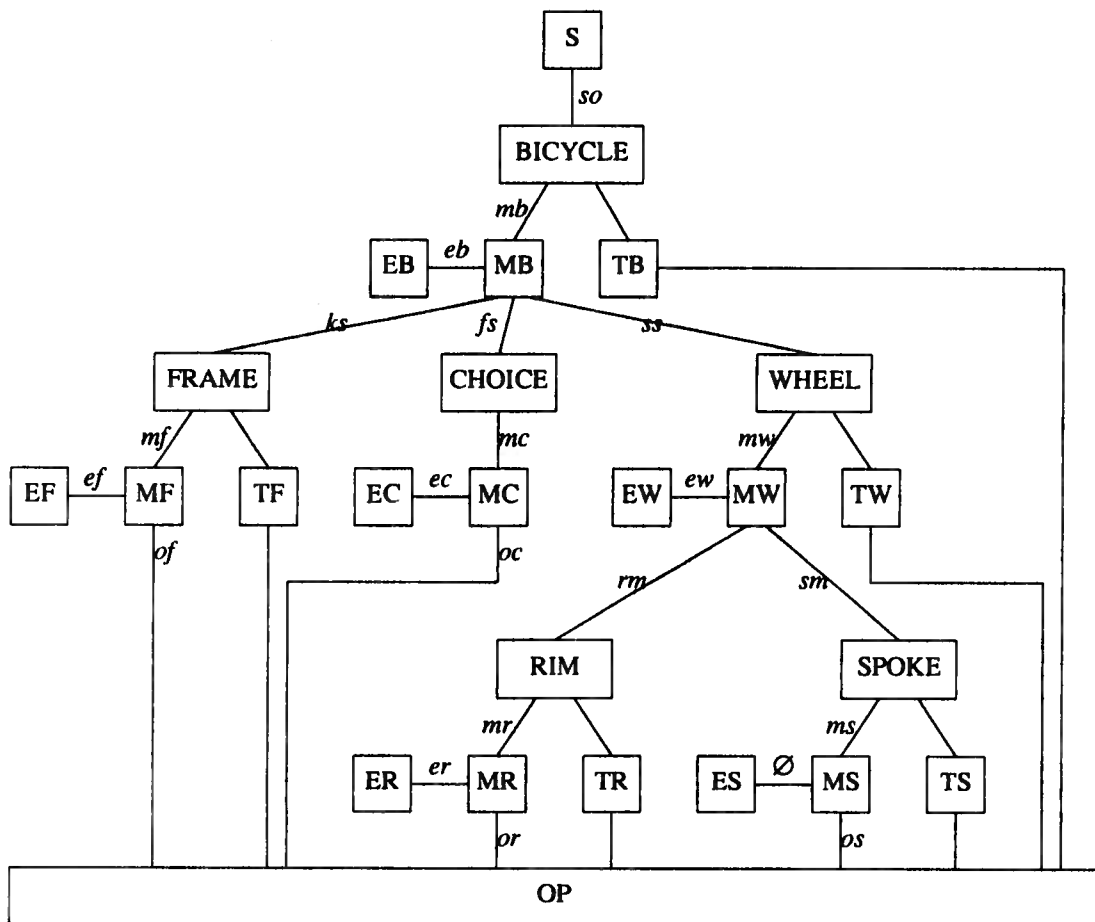 S
so
BICYCLE
mb
EB eb MB TB
ks fs ss
FRAME CHOICE WHEEL
mf mc mw
EF ef MF TF EC ec MC EW ew MW TW
of oc
rm sm
RIM SPOKE
mr ms
ER er MR TR ES ∅ MS TS
or os
OP